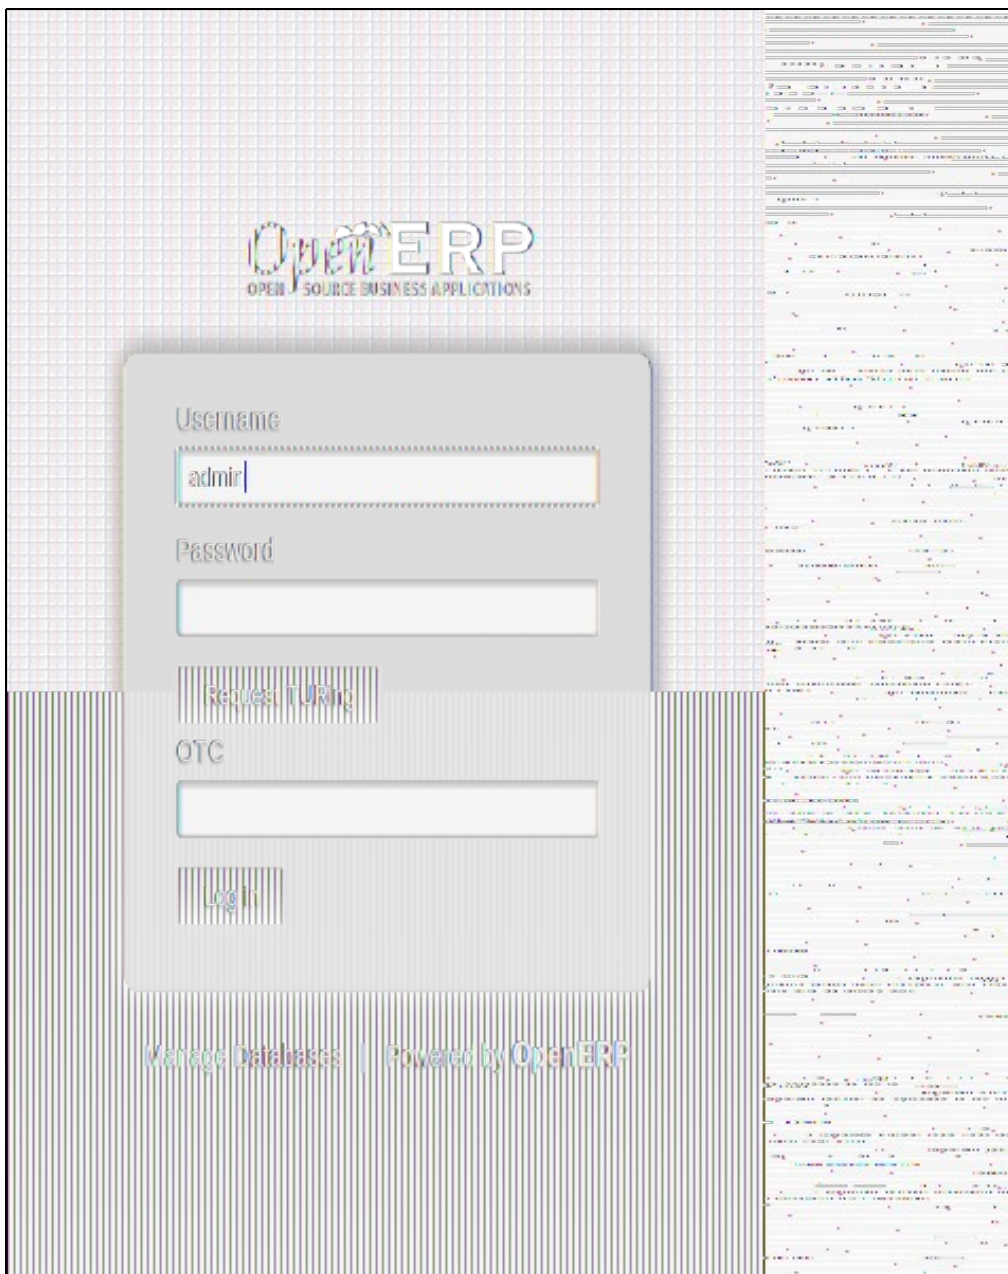 OpenERP
OPEN SOURCE BUSINESS APPLICATIONS
Username
admin
Password
Request TURing
OTC
Log in
Manage Databases | Powered by OpenERP